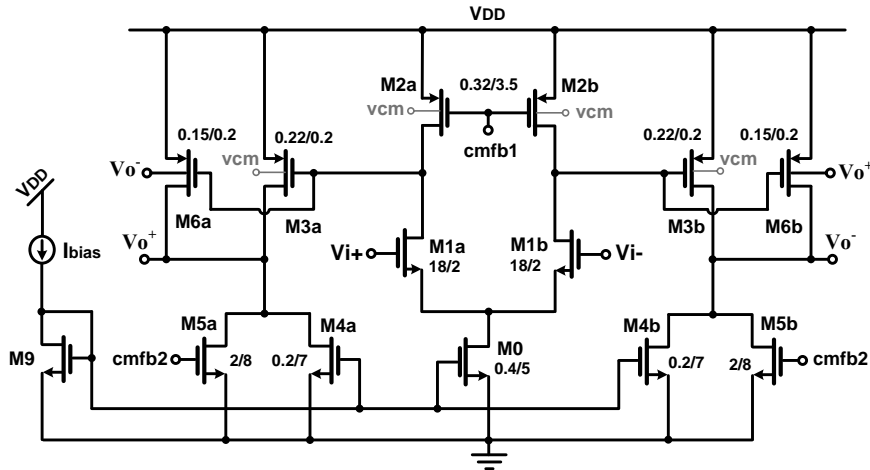 VDD
M2a
0.32/3.5
M2b
vcm
vcm
cmfb1
0.15/0.2
0.22/0.2
0.22/0.2
0.15/0.2
Vo-
vcm
vcm
Vo+
VDD
M6a
M3a
M3b
M6b
Vo+
Vo-
Ibias
Vi+
M1a
18/2
M1b
18/2
Vi-
M5a
M4a
M4b
M5b
M9
cmfb2
2/8
0.2/7
M0
0.4/5
0.2/7
2/8
cmfb2